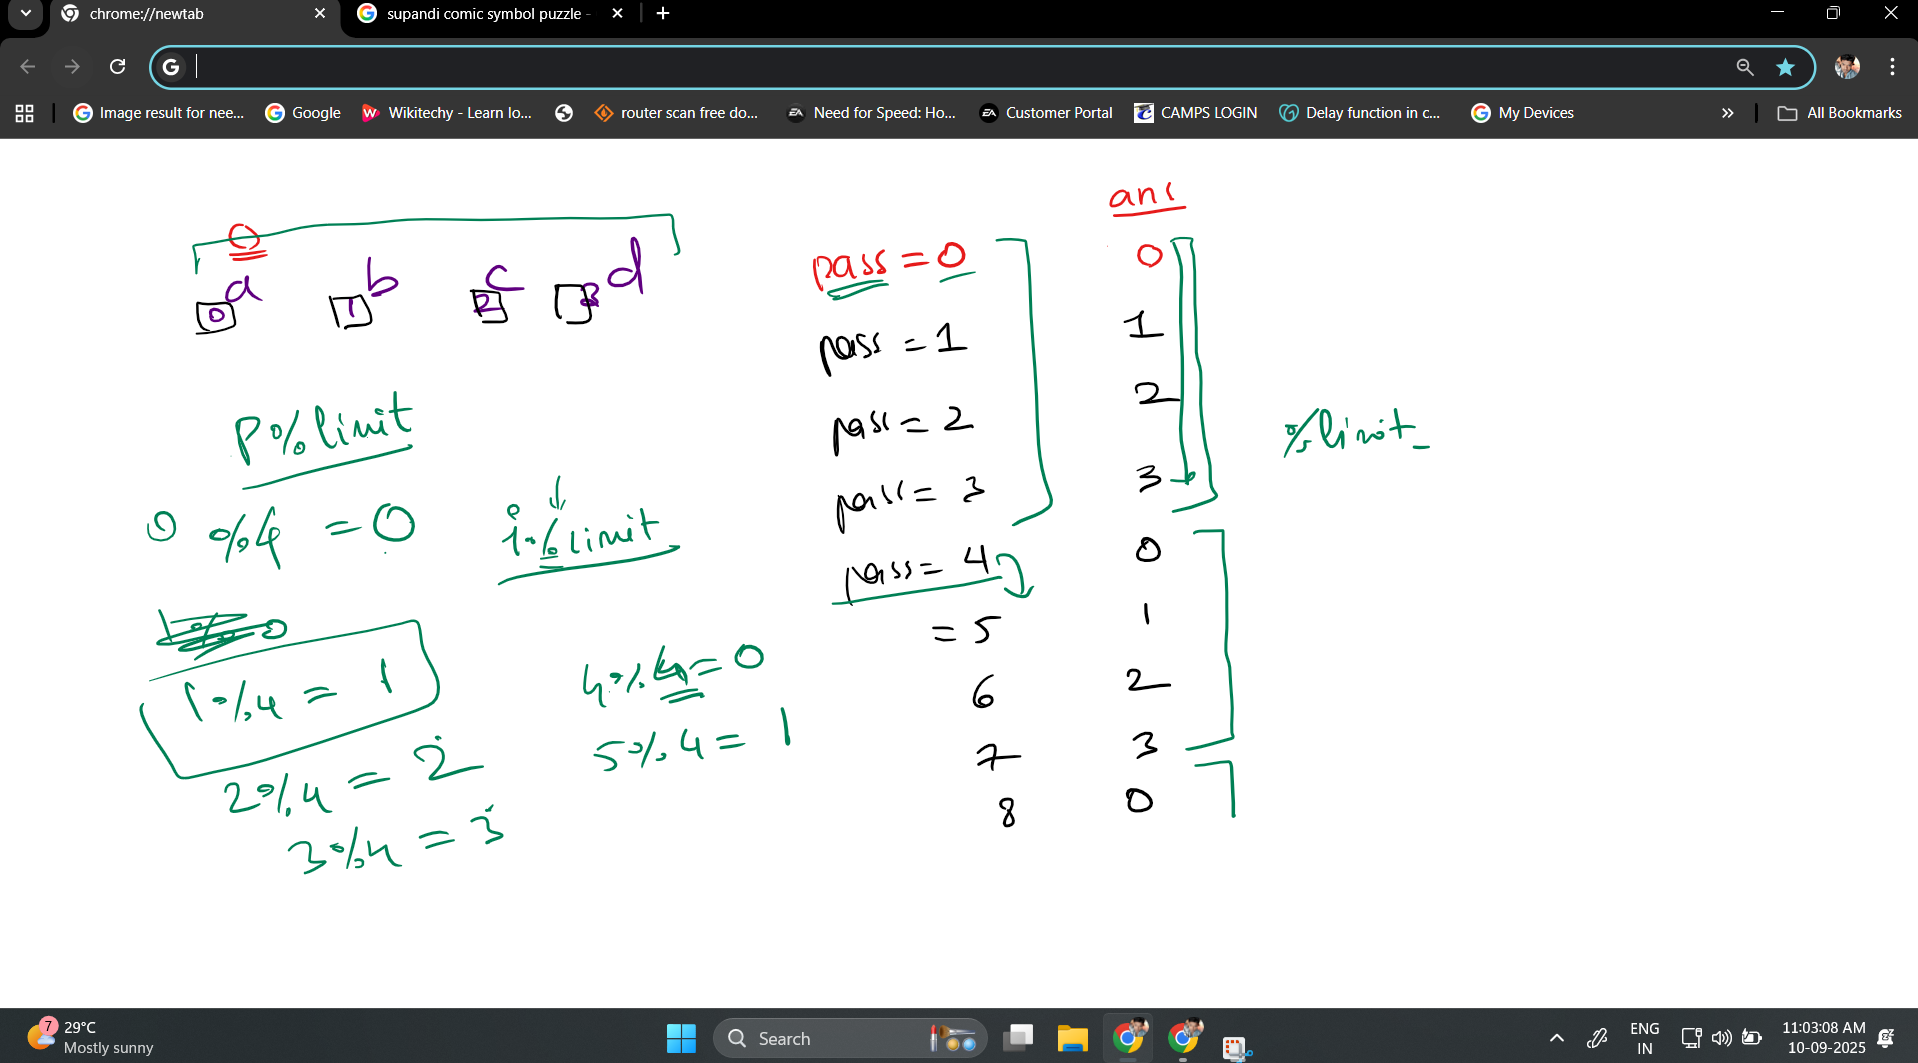 chrome://newtab
supandi comic symbol puzzle -
Image result for nee...
Google
Wikitechy - Learn lo...
router scan free do...
Need for Speed: Ho...
Customer Portal
CAMPS LOGIN
Delay function in c...
My Devices
All Bookmarks
ans
0
a b c d
0 1 2 3
pass = 0 0
pass = 1 1
pass = 2 2
pass = 3 3
pass = 4 0
= 5 1
6 2
7 3
8 0
%limit
p%limit
0 %4 = 0
i%limit
1%4 = 1
2%4 = 2
3%4 = 3
4%4 = 0
5%4 = 1
7
29°C
Mostly sunny
Search
ENG
IN
11:03:08 AM
10-09-2025